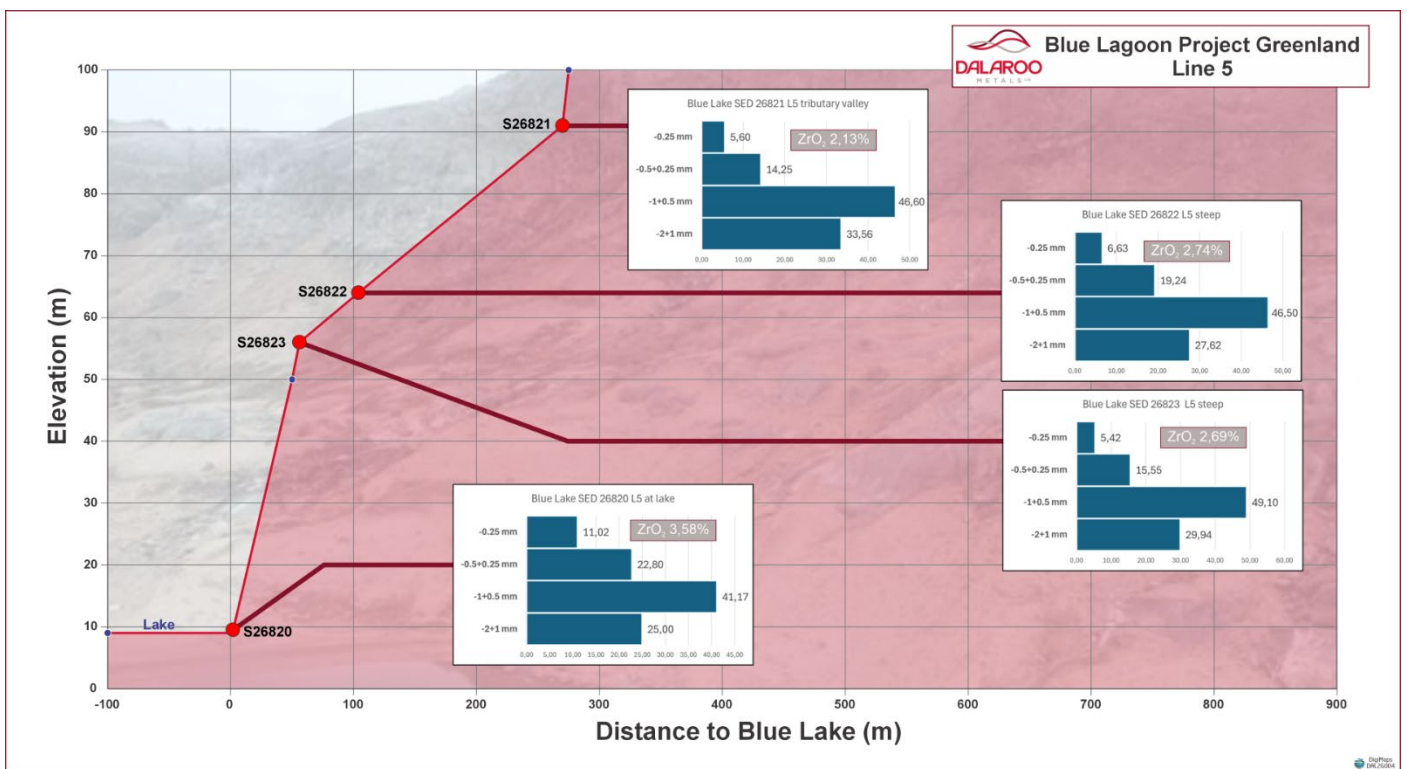 DALAROO
METALS LTD
Blue Lagoon Project Greenland
Line 5
Elevation (m)
100
90
80
70
60
50
40
30
20
10
0
S26821
S26822
S26823
S26820
Lake
Blue Lake SED 26821 L5 tributary valley
ZrO₂ 2,13%
-0.25 mm 5,60
-0.5+0.25 mm 14,25
-1+0.5 mm 46,60
-2+1 mm 33,56
0,00 10,00 20,00 30,00 40,00 50,00
Blue Lake SED 26822 L5 steep
ZrO₂ 2,74%
-0.25 mm 6,63
-0.5+0.25 mm 19,24
-1+0.5 mm 46,50
-2+1 mm 27,62
0,00 10,00 20,00 30,00 40,00 50,00
Blue Lake SED 26823 L5 steep
ZrO₂ 2,69%
-0.25 mm 5,42
-0.5+0.25 mm 15,55
-1+0.5 mm 49,10
-2+1 mm 29,94
0,00 10,00 20,00 30,00 40,00 50,00 60,00
Blue Lake SED 26820 L5 at lake
ZrO₂ 3,58%
-0.25 mm 11,02
-0.5+0.25 mm 22,80
-1+0.5 mm 41,17
-2+1 mm 25,00
0,00 5,00 10,00 15,00 20,00 25,00 30,00 35,00 40,00 45,00
-100 0 100 200 300 400 500 600 700 800 900
Distance to Blue Lake (m)
DigiMaps
DRL26004